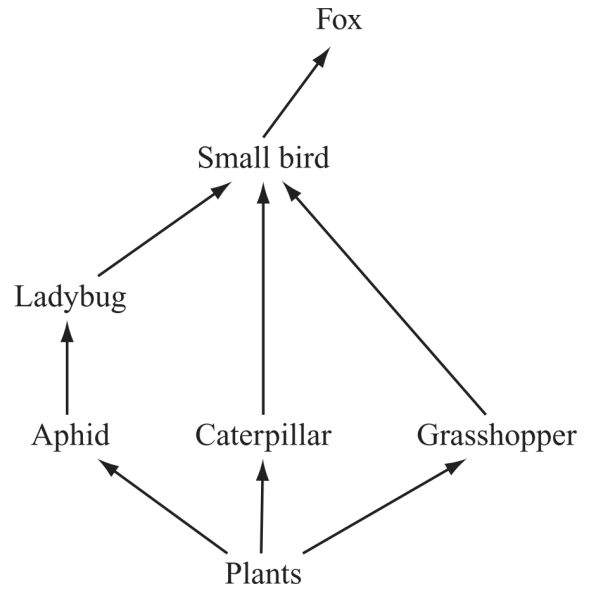 Fox
Small bird
Ladybug
Aphid
Caterpillar
Grasshopper
Plants